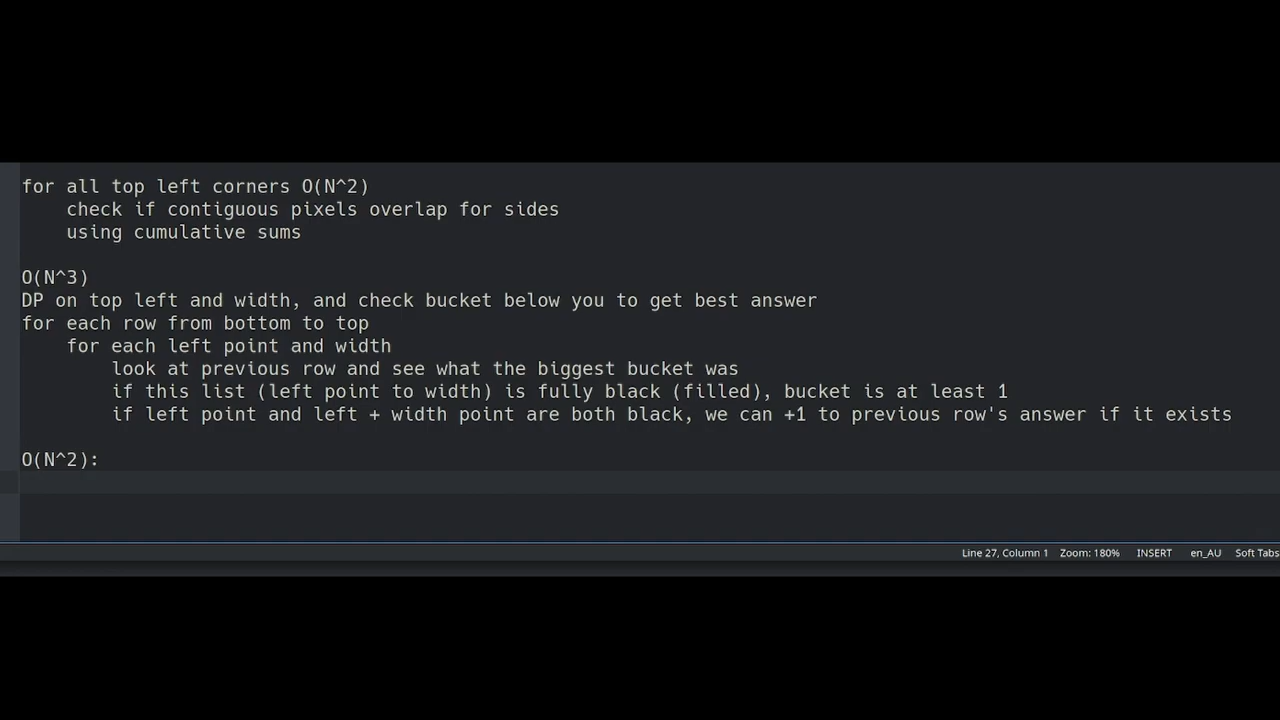 for all top left corners O(N^2)
    check if contiguous pixels overlap for sides
    using cumulative sums
O(N^3)
DP on top left and width, and check bucket below you to get best answer
for each row from bottom to top
    for each left point and width
        look at previous row and see what the biggest bucket was
        if this list (left point to width) is fully black (filled), bucket is at least 1
        if left point and left + width point are both black, we can +1 to previous row's answer if it exists
O(N^2):
Line 27, Column 1 Zoom: 180% INSERT en_AU Soft Tabs